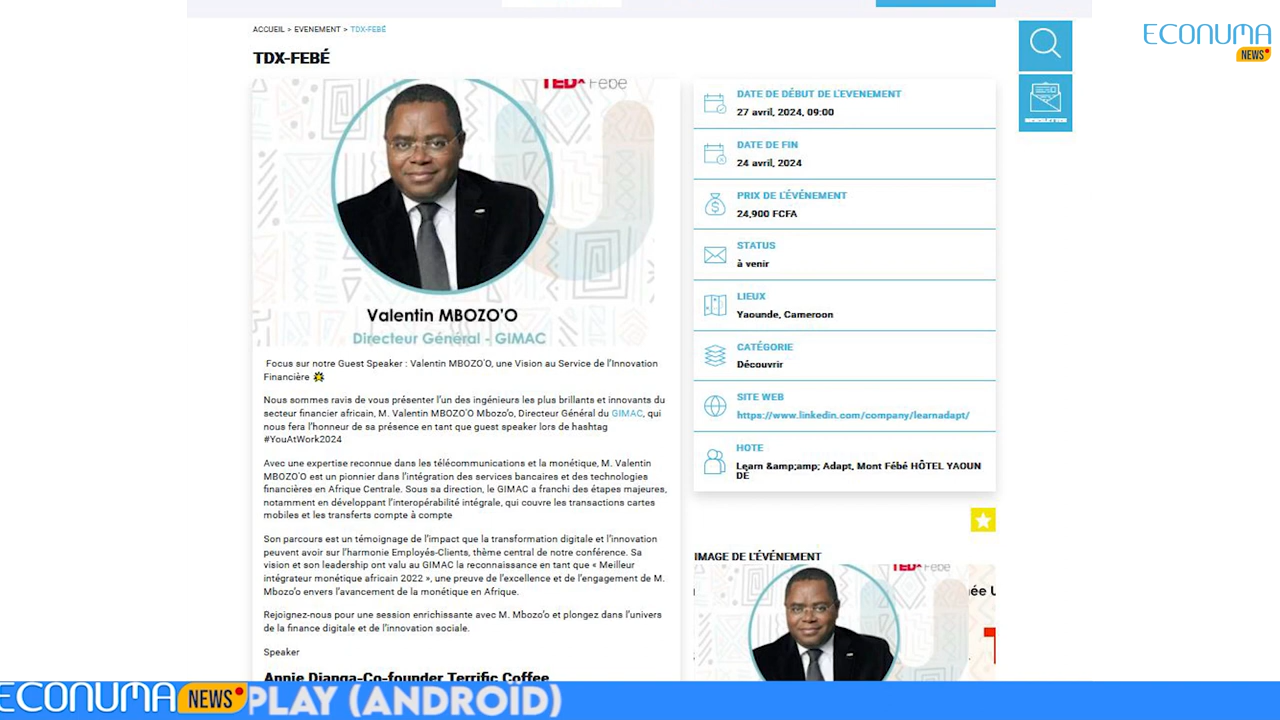 ACCUEIL > EVENEMENT > TDX-FEBÉ
TDX-FEBÉ
TEDx Febe
Valentin MBOZO'O
Directeur Général - GIMAC
Focus sur notre Guest Speaker : Valentin MBOZO'O, une Vision au Service de l'Innovation
Financière
Nous sommes ravis de vous présenter l'un des ingénieurs les plus brillants et innovants du
secteur financier africain, M. Valentin MBOZO'O Mbozo'o, Directeur Général du GIMAC, qui
nous fera l'honneur de sa présence en tant que guest speaker lors de hashtag
#YouAtWork2024
Avec une expertise reconnue dans les télécommunications et la monétique, M. Valentin
MBOZO'O est un pionnier dans l'intégration des services bancaires et des technologies
financières en Afrique Centrale. Sous sa direction, le GIMAC a franchi des étapes majeures,
notamment en développant l'interopérabilité intégrale, qui couvre les transactions cartes
mobiles et les transferts compte à compte
Son parcours est un témoignage de l'impact que la transformation digitale et l'innovation
peuvent avoir sur l'harmonie Employés-Clients, thème central de notre conférence. Sa
vision et son leadership ont valu au GIMAC la reconnaissance en tant que « Meilleur
intégrateur monétique africain 2022 », une preuve de l'excellence et de l'engagement de M.
Mbozo'o envers l'avancement de la monétique en Afrique.
Rejoignez-nous pour une session enrichissante avec M. Mbozo'o et plongez dans l'univers
de la finance digitale et de l'innovation sociale.
Speaker
Annie Dianga-Co-founder Terrific Coffee
DATE DE DÉBUT DE L'EVENEMENT
27 avril, 2024, 09:00
DATE DE FIN
24 avril, 2024
PRIX DE L'ÉVÉNEMENT
24,900 FCFA
STATUS
à venir
LIEUX
Yaounde, Cameroon
CATÉGORIE
Découvrir
SITE WEB
https://www.linkedin.com/company/learnadapt/
HOTE
Learn &amp;amp; Adapt, Mont Fébé HÔTEL YAOUN
DÉ
IMAGE DE L'ÉVÉNEMENT
TEDx Febe
ée U
NEWSLETTER
ECONUMA
NEWS
ECONUMA NEWS PLAY (ANDROÏD)